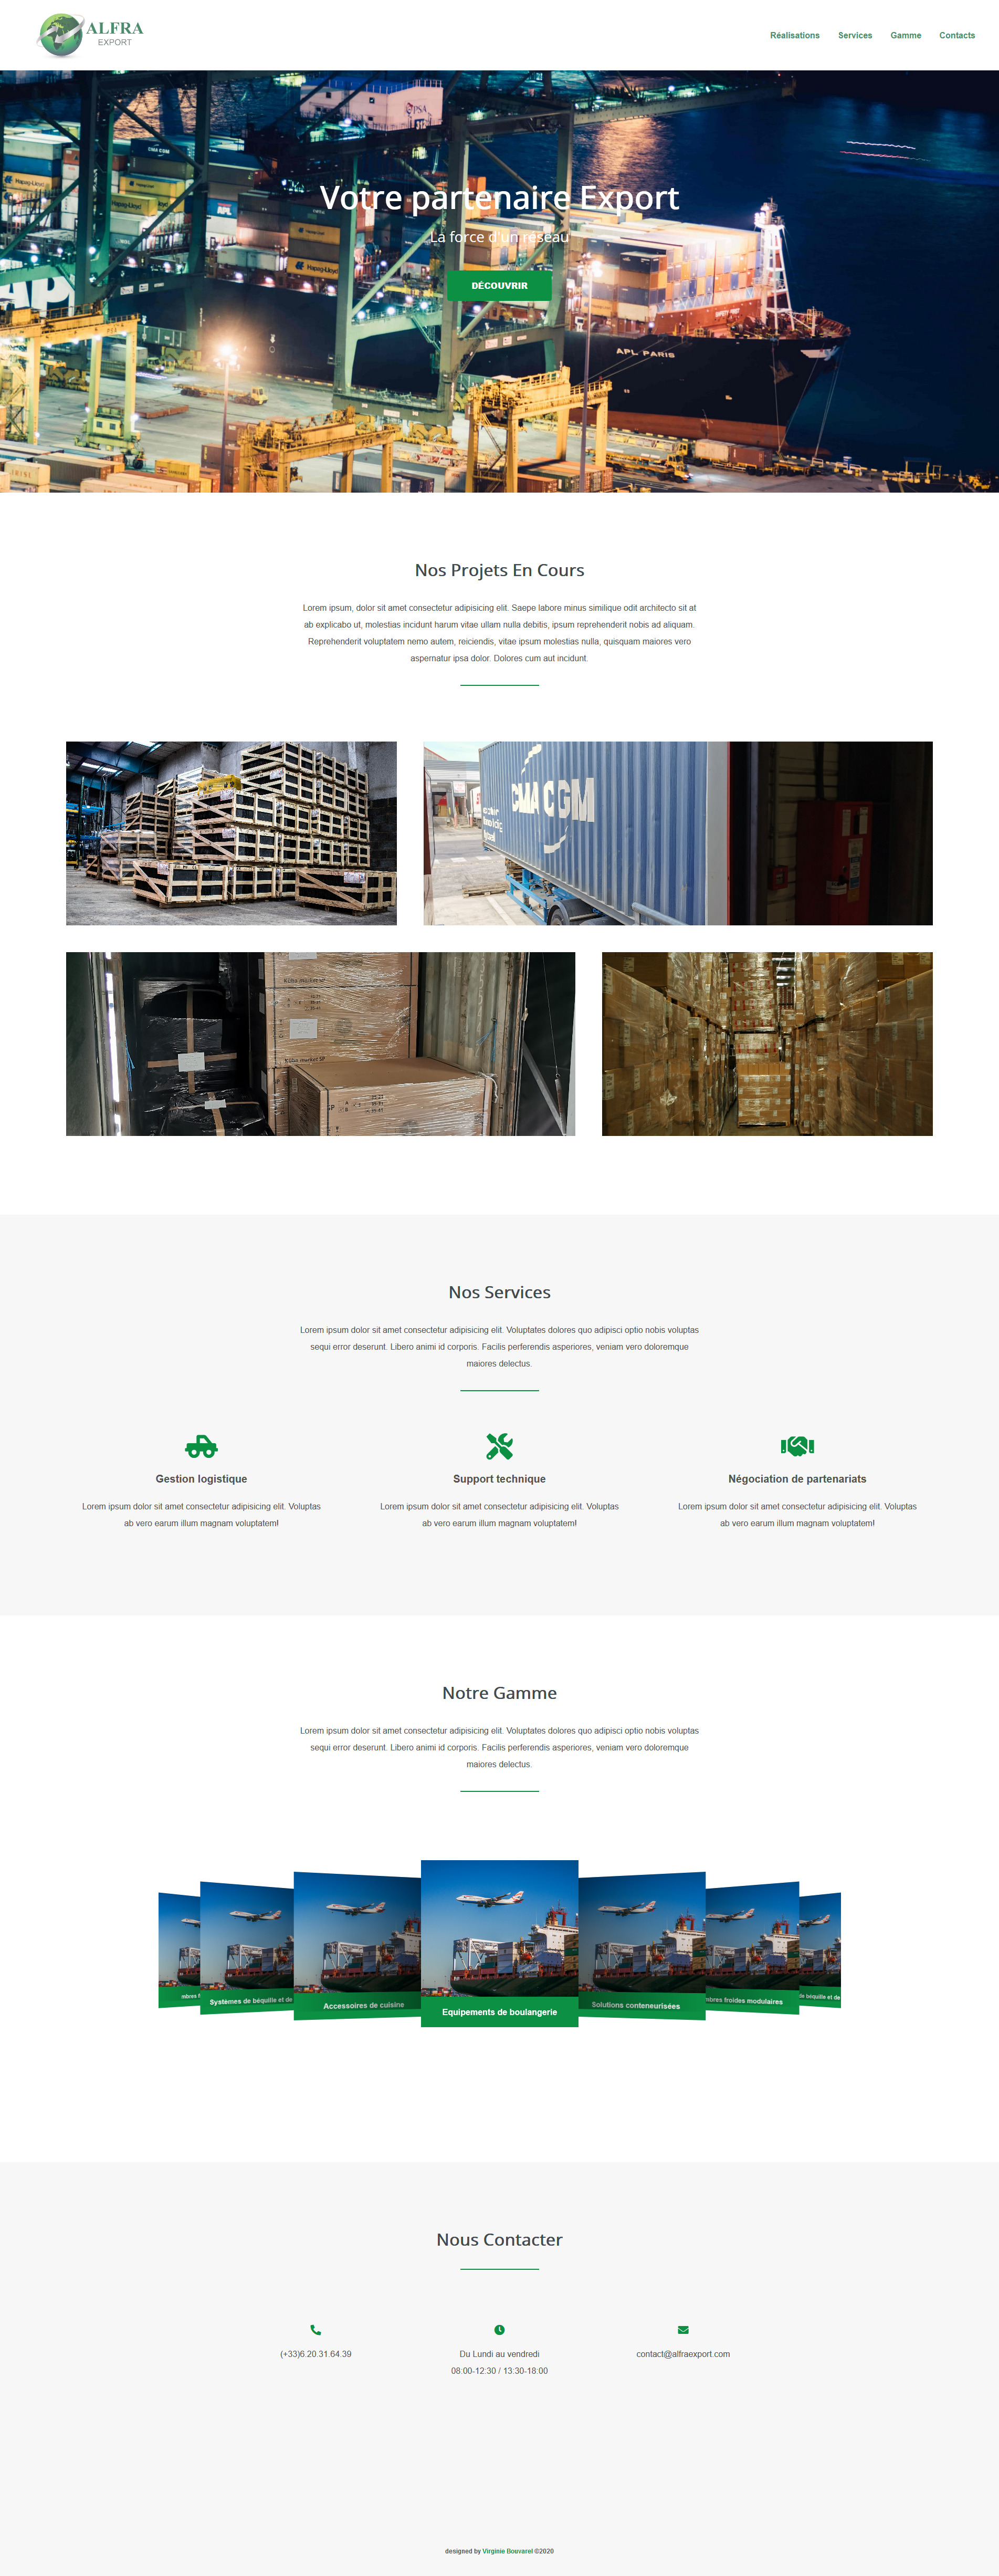 ALFRA
EXPORT
Réalisations Services Gamme Contacts
PSA
CMA CGM
Hapag-Lloyd
APL
Votre partenaire Export
La force d'un réseau
DÉCOUVRIR
SAFETY FIRST
APL PARIS
Nos Projets En Cours
Lorem ipsum, dolor sit amet consectetur adipisicing elit. Saepe labore minus similique odit architecto sit at
ab explicabo ut, molestias incidunt harum vitae ullam nulla debitis, ipsum reprehenderit nobis ad aliquam.
Reprehenderit voluptatem nemo autem, reiciendis, vitae ipsum molestias nulla, quisquam maiores vero
aspernatur ipsa dolor. Dolores cum aut incidunt.
CMA CGM
Nos Services
Lorem ipsum dolor sit amet consectetur adipisicing elit. Voluptates dolores quo adipisci optio nobis voluptas
sequi error deserunt. Libero animi id corporis. Facilis perferendis asperiores, veniam vero doloremque
maiores delectus.
Gestion logistique
Lorem ipsum dolor sit amet consectetur adipisicing elit. Voluptas
ab vero earum illum magnam voluptatem!
Support technique
Lorem ipsum dolor sit amet consectetur adipisicing elit. Voluptas
ab vero earum illum magnam voluptatem!
Négociation de partenariats
Lorem ipsum dolor sit amet consectetur adipisicing elit. Voluptas
ab vero earum illum magnam voluptatem!
Notre Gamme
Lorem ipsum dolor sit amet consectetur adipisicing elit. Voluptates dolores quo adipisci optio nobis voluptas
sequi error deserunt. Libero animi id corporis. Facilis perferendis asperiores, veniam vero doloremque
maiores delectus.
Systèmes de béquille et de
Accessoires de cuisine
Equipements de boulangerie
Solutions conteneurisées
mbres froides modulaires
de béquille et de
Nous Contacter
(+33)6.20.31.64.39
Du Lundi au vendredi
08:00-12:30 / 13:30-18:00
contact@alfraexport.com
designed by Virginie Bouvarel ©2020